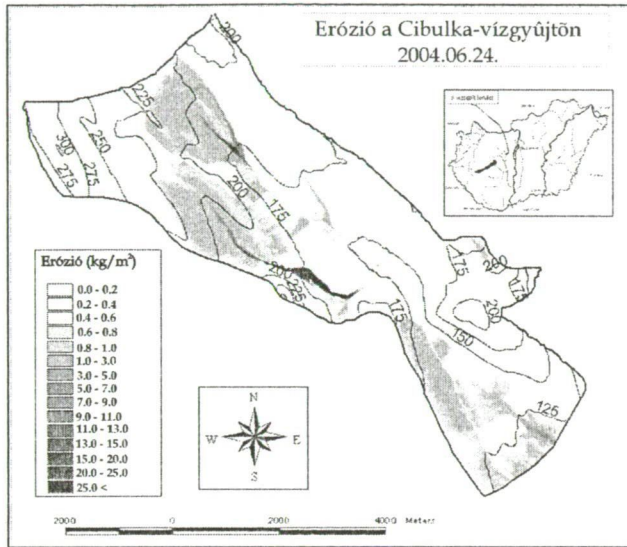 Erózió a Cibulka-vízgyûjtõn
2004.06.24.
200
225
250
300
275
275
200
175
200
225
175
175
200
175
200
150
125
Erózió (kg/m²)
0.0 - 0.2
0.2 - 0.4
0.4 - 0.6
0.6 - 0.8
0.8 - 1.0
1.0 - 3.0
3.0 - 5.0
5.0 - 7.0
7.0 - 9.0
9.0 - 11.0
11.0 - 13.0
13.0 - 15.0
15.0 - 20.0
20.0 - 25.0
25.0 <
N
W E
S
2000 0 2000 4000 Meters